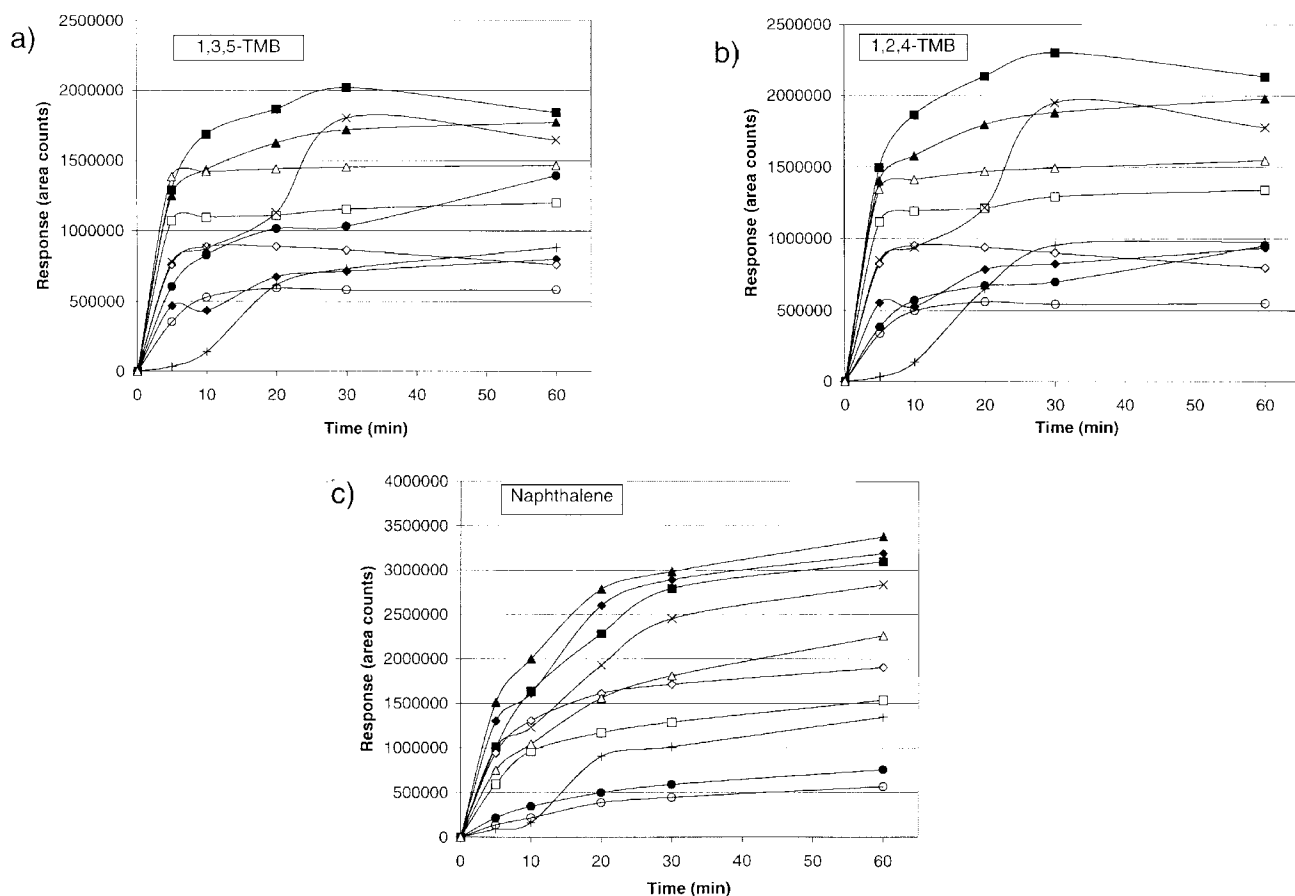 a)
1,3,5-TMB
Response (area counts)
2500000
2000000
1500000
1000000
500000
0
0 10 20 30 40 50 60
Time (min)
b)
1,2,4-TMB
Response (area counts)
2500000
2000000
1500000
1000000
500000
0
0 10 20 30 40 50 60
Time (min)
c)
Naphthalene
Response (area counts)
4000000
3500000
3000000
2500000
2000000
1500000
1000000
500000
0
0 10 20 30 40 50 60
Time (min)